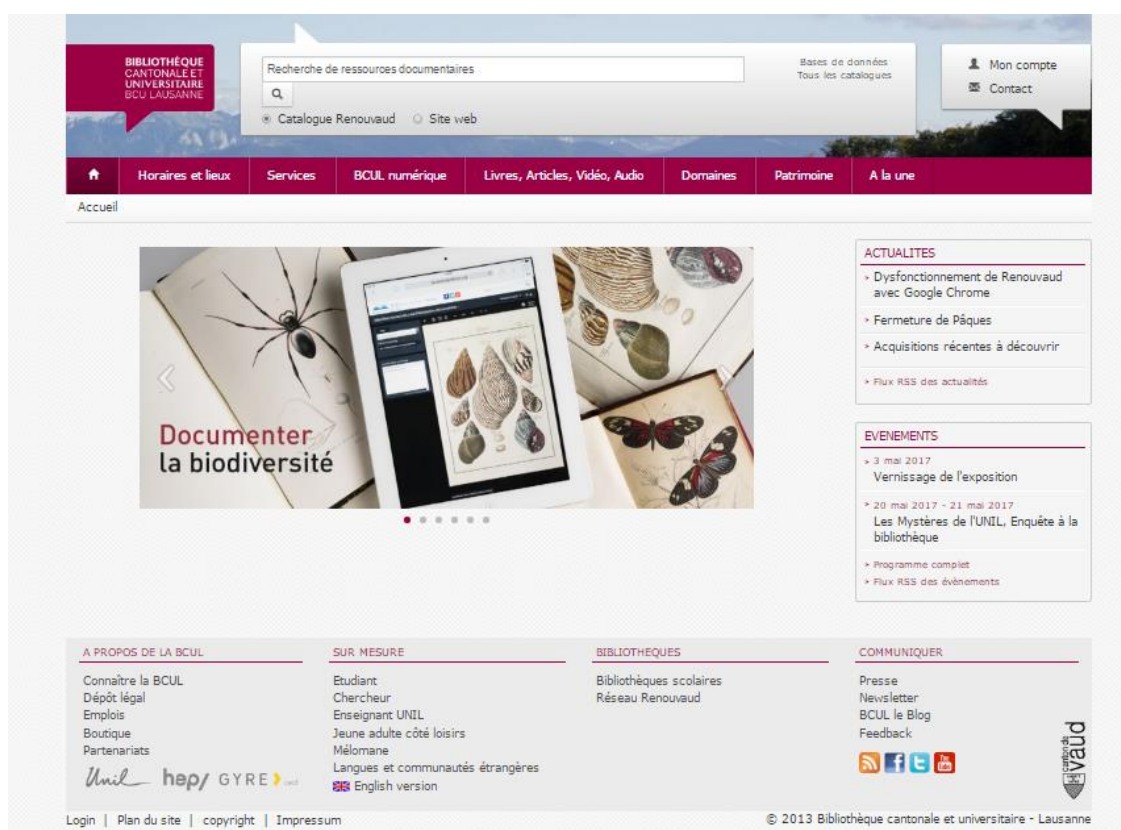 BIBLIOTHÈQUE
CANTONALE ET
UNIVERSITAIRE
BCU LAUSANNE
Recherche de ressources documentaires
Bases de données
Tous les catalogues
Catalogue Renouvaud
Site web
Mon compte
Contact
Horaires et lieux
Services
BCUL numérique
Livres, Articles, Vidéo, Audio
Domaines
Patrimoine
A la une
Accueil
Documenter
la biodiversité
ACTUALITES
Dysfonctionnement de Renouvaud
avec Google Chrome
Fermeture de Pâques
Acquisitions récentes à découvrir
Flux RSS des actualités
EVENEMENTS
3 mai 2017
Vernissage de l'exposition
20 mai 2017 - 21 mai 2017
Les Mystères de l'UNIL, Enquête à la
bibliothèque
Programme complet
Flux RSS des évènements
A PROPOS DE LA BCUL
Connaître la BCUL
Dépôt légal
Emplois
Boutique
Partenariats
Unil
hep/
GYRE
SUR MESURE
Etudiant
Chercheur
Enseignant UNIL
Jeune adulte côté loisirs
Mélomane
Langues et communautés étrangères
English version
BIBLIOTHEQUES
Bibliothèques scolaires
Réseau Renouvaud
COMMUNIQUER
Presse
Newsletter
BCUL le Blog
Feedback
You Tube
canton de
vaud
Login | Plan du site | copyright | Impressum
© 2013 Bibliothèque cantonale et universitaire - Lausanne